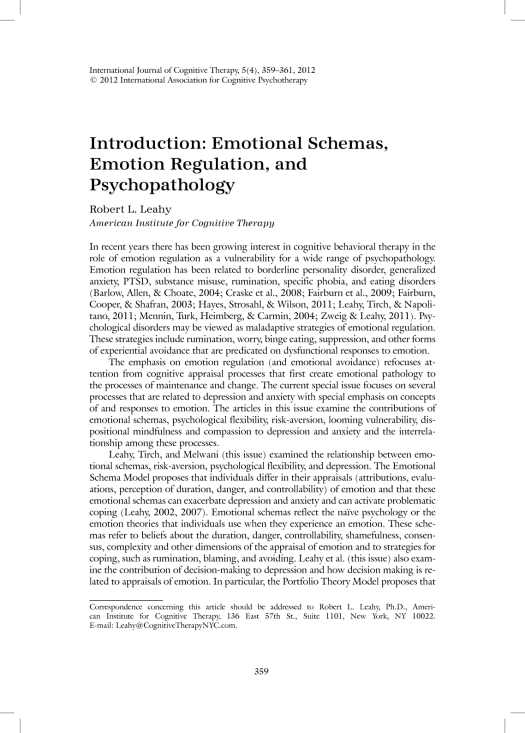 International Journal of Cognitive Therapy, 5(4), 359–361, 2012
© 2012 International Association for Cognitive Psychotherapy
Introduction: Emotional Schemas,
Emotion Regulation, and
Psychopathology
Robert L. Leahy
American Institute for Cognitive Therapy
In recent years there has been growing interest in cognitive behavioral therapy in the
role of emotion regulation as a vulnerability for a wide range of psychopathology.
Emotion regulation has been related to borderline personality disorder, generalized
anxiety, PTSD, substance misuse, rumination, specific phobia, and eating disorders
(Barlow, Allen, & Choate, 2004; Craske et al., 2008; Fairburn et al., 2009; Fairburn,
Cooper, & Shafran, 2003; Hayes, Strosahl, & Wilson, 2011; Leahy, Tirch, & Napoli-
tano, 2011; Mennin, Turk, Heimberg, & Carmin, 2004; Zweig & Leahy, 2011). Psy-
chological disorders may be viewed as maladaptive strategies of emotional regulation.
These strategies include rumination, worry, binge eating, suppression, and other forms
of experiential avoidance that are predicated on dysfunctional responses to emotion.
The emphasis on emotion regulation (and emotional avoidance) refocuses at-
tention from cognitive appraisal processes that first create emotional pathology to
the processes of maintenance and change. The current special issue focuses on several
processes that are related to depression and anxiety with special emphasis on concepts
of and responses to emotion. The articles in this issue examine the contributions of
emotional schemas, psychological flexibility, risk-aversion, looming vulnerability, dis-
positional mindfulness and compassion to depression and anxiety and the interrela-
tionship among these processes.
Leahy, Tirch, and Melwani (this issue) examined the relationship between emo-
tional schemas, risk-aversion, psychological flexibility, and depression. The Emotional
Schema Model proposes that individuals differ in their appraisals (attributions, evalu-
ations, perception of duration, danger, and controllability) of emotion and that these
emotional schemas can exacerbate depression and anxiety and can activate problematic
coping (Leahy, 2002, 2007). Emotional schemas reflect the naïve psychology or the
emotion theories that individuals use when they experience an emotion. These sche-
mas refer to beliefs about the duration, danger, controllability, shamefulness, consen-
sus, complexity and other dimensions of the appraisal of emotion and to strategies for
coping, such as rumination, blaming, and avoiding. Leahy et al. (this issue) also exam-
ine the contribution of decision-making to depression and how decision making is re-
lated to appraisals of emotion. In particular, the Portfolio Theory Model proposes that
Correspondence concerning this article should be addressed to Robert L. Leahy, Ph.D., Ameri-
can Institute for Cognitive Therapy, 136 East 57th St., Suite 1101, New York, NY 10022.
E-mail: Leahy@CognitiveTherapyNYC.com.
359